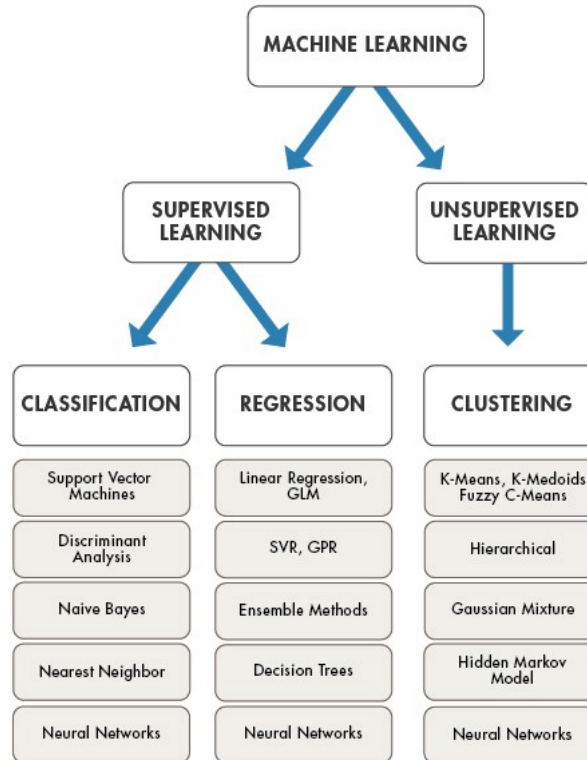 MACHINE LEARNING
SUPERVISED
LEARNING
UNSUPERVISED
LEARNING
CLASSIFICATION
Support Vector
Machines
Discriminant
Analysis
Naive Bayes
Nearest Neighbor
Neural Networks
REGRESSION
Linear Regression,
GLM
SVR, GPR
Ensemble Methods
Decision Trees
Neural Networks
CLUSTERING
K-Means, K-Medoids
Fuzzy C-Means
Hierarchical
Gaussian Mixture
Hidden Markov
Model
Neural Networks